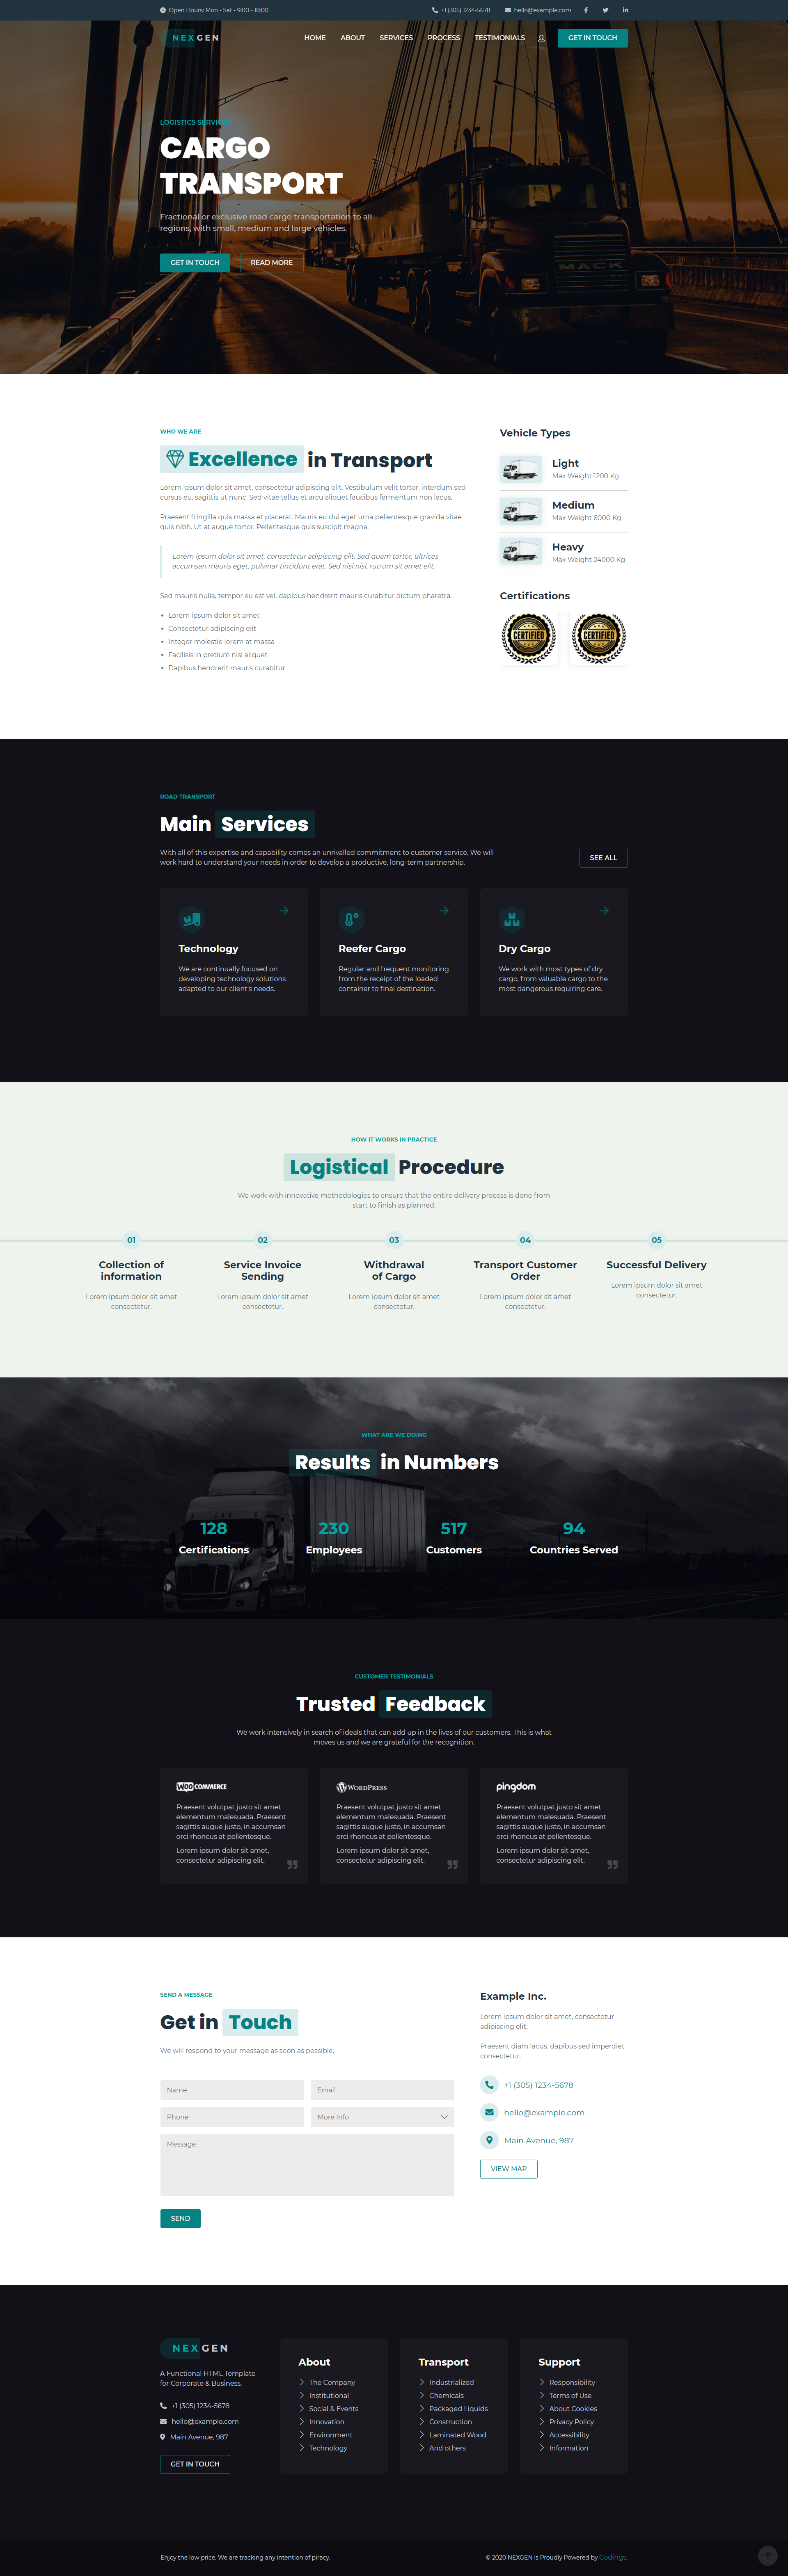 Open Hours: Mon - Sat - 9:00 - 18:00
+1 (305) 1234-5678
hello@example.com
NEXGEN
HOME
ABOUT
SERVICES
PROCESS
TESTIMONIALS
GET IN TOUCH
LOGISTICS SERVICES
CARGO
TRANSPORT
Fractional or exclusive road cargo transportation to all
regions, with small, medium and large vehicles.
GET IN TOUCH
READ MORE
MACK
WHO WE ARE
Excellence in Transport
Lorem ipsum dolor sit amet, consectetur adipiscing elit. Vestibulum velit tortor, interdum sed
cursus eu, sagittis ut nunc. Sed vitae tellus et arcu aliquet faucibus fermentum non lacus.
Praesent fringilla quis massa et placerat. Mauris eu dui eget urna pellentesque gravida vitae
quis nibh. Ut at augue tortor. Pellentesque quis suscipit magna.
Lorem ipsum dolor sit amet, consectetur adipiscing elit. Sed quam tortor, ultrices
accumsan mauris eget, pulvinar tincidunt erat. Sed nisi nisi, rutrum sit amet elit.
Sed mauris nulla, tempor eu est vel, dapibus hendrerit mauris curabitur dictum pharetra.
Lorem ipsum dolor sit amet
Consectetur adipiscing elit
Integer molestie lorem at massa
Facilisis in pretium nisl aliquet
Dapibus hendrerit mauris curabitur
Vehicle Types
Light
Max Weight 1200 Kg
Medium
Max Weight 6000 Kg
Heavy
Max Weight 24000 Kg
Certifications
CERTIFIED
CERTIFIED
ROAD TRANSPORT
Main Services
With all of this expertise and capability comes an unrivalled commitment to customer service. We will
work hard to understand your needs in order to develop a productive, long-term partnership.
SEE ALL
Technology
We are continually focused on
developing technology solutions
adapted to our client's needs.
Reefer Cargo
Regular and frequent monitoring
from the receipt of the loaded
container to final destination.
Dry Cargo
We work with most types of dry
cargo, from valuable cargo to the
most dangerous requiring care.
HOW IT WORKS IN PRACTICE
Logistical Procedure
We work with innovative methodologies to ensure that the entire delivery process is done from
start to finish as planned.
01
Collection of
information
Lorem ipsum dolor sit amet
consectetur.
02
Service Invoice
Sending
Lorem ipsum dolor sit amet
consectetur.
03
Withdrawal
of Cargo
Lorem ipsum dolor sit amet
consectetur.
04
Transport Customer
Order
Lorem ipsum dolor sit amet
consectetur.
05
Successful Delivery
Lorem ipsum dolor sit amet
consectetur.
WHAT ARE WE DOING
Results in Numbers
128
Certifications
230
Employees
517
Customers
94
Countries Served
CUSTOMER TESTIMONIALS
Trusted Feedback
We work intensively in search of ideals that can add up in the lives of our customers. This is what
moves us and we are grateful for the recognition.
WOO COMMERCE
Praesent volutpat justo sit amet
elementum malesuada. Praesent
sagittis augue justo, in accumsan
orci rhoncus at pellentesque.
Lorem ipsum dolor sit amet,
consectetur adipiscing elit.
WORDPRESS
Praesent volutpat justo sit amet
elementum malesuada. Praesent
sagittis augue justo, in accumsan
orci rhoncus at pellentesque.
Lorem ipsum dolor sit amet,
consectetur adipiscing elit.
pingdom
Praesent volutpat justo sit amet
elementum malesuada. Praesent
sagittis augue justo, in accumsan
orci rhoncus at pellentesque.
Lorem ipsum dolor sit amet,
consectetur adipiscing elit.
SEND A MESSAGE
Get in Touch
We will respond to your message as soon as possible.
Name
Email
Phone
More Info
Message
SEND
Example Inc.
Lorem ipsum dolor sit amet, consectetur
adipiscing elit.
Praesent diam lacus, dapibus sed imperdiet
consectetur.
+1 (305) 1234-5678
hello@example.com
Main Avenue, 987
VIEW MAP
NEXGEN
A Functional HTML Template
for Corporate & Business.
+1 (305) 1234-5678
hello@example.com
Main Avenue, 987
GET IN TOUCH
About
The Company
Institutional
Social & Events
Innovation
Environment
Technology
Transport
Industrialized
Chemicals
Packaged Liquids
Construction
Laminated Wood
And others
Support
Responsibility
Terms of Use
About Cookies
Privacy Policy
Accessibility
Information
Enjoy the low price. We are tracking any intention of piracy.
© 2020 NEXGEN is Proudly Powered by Codings.